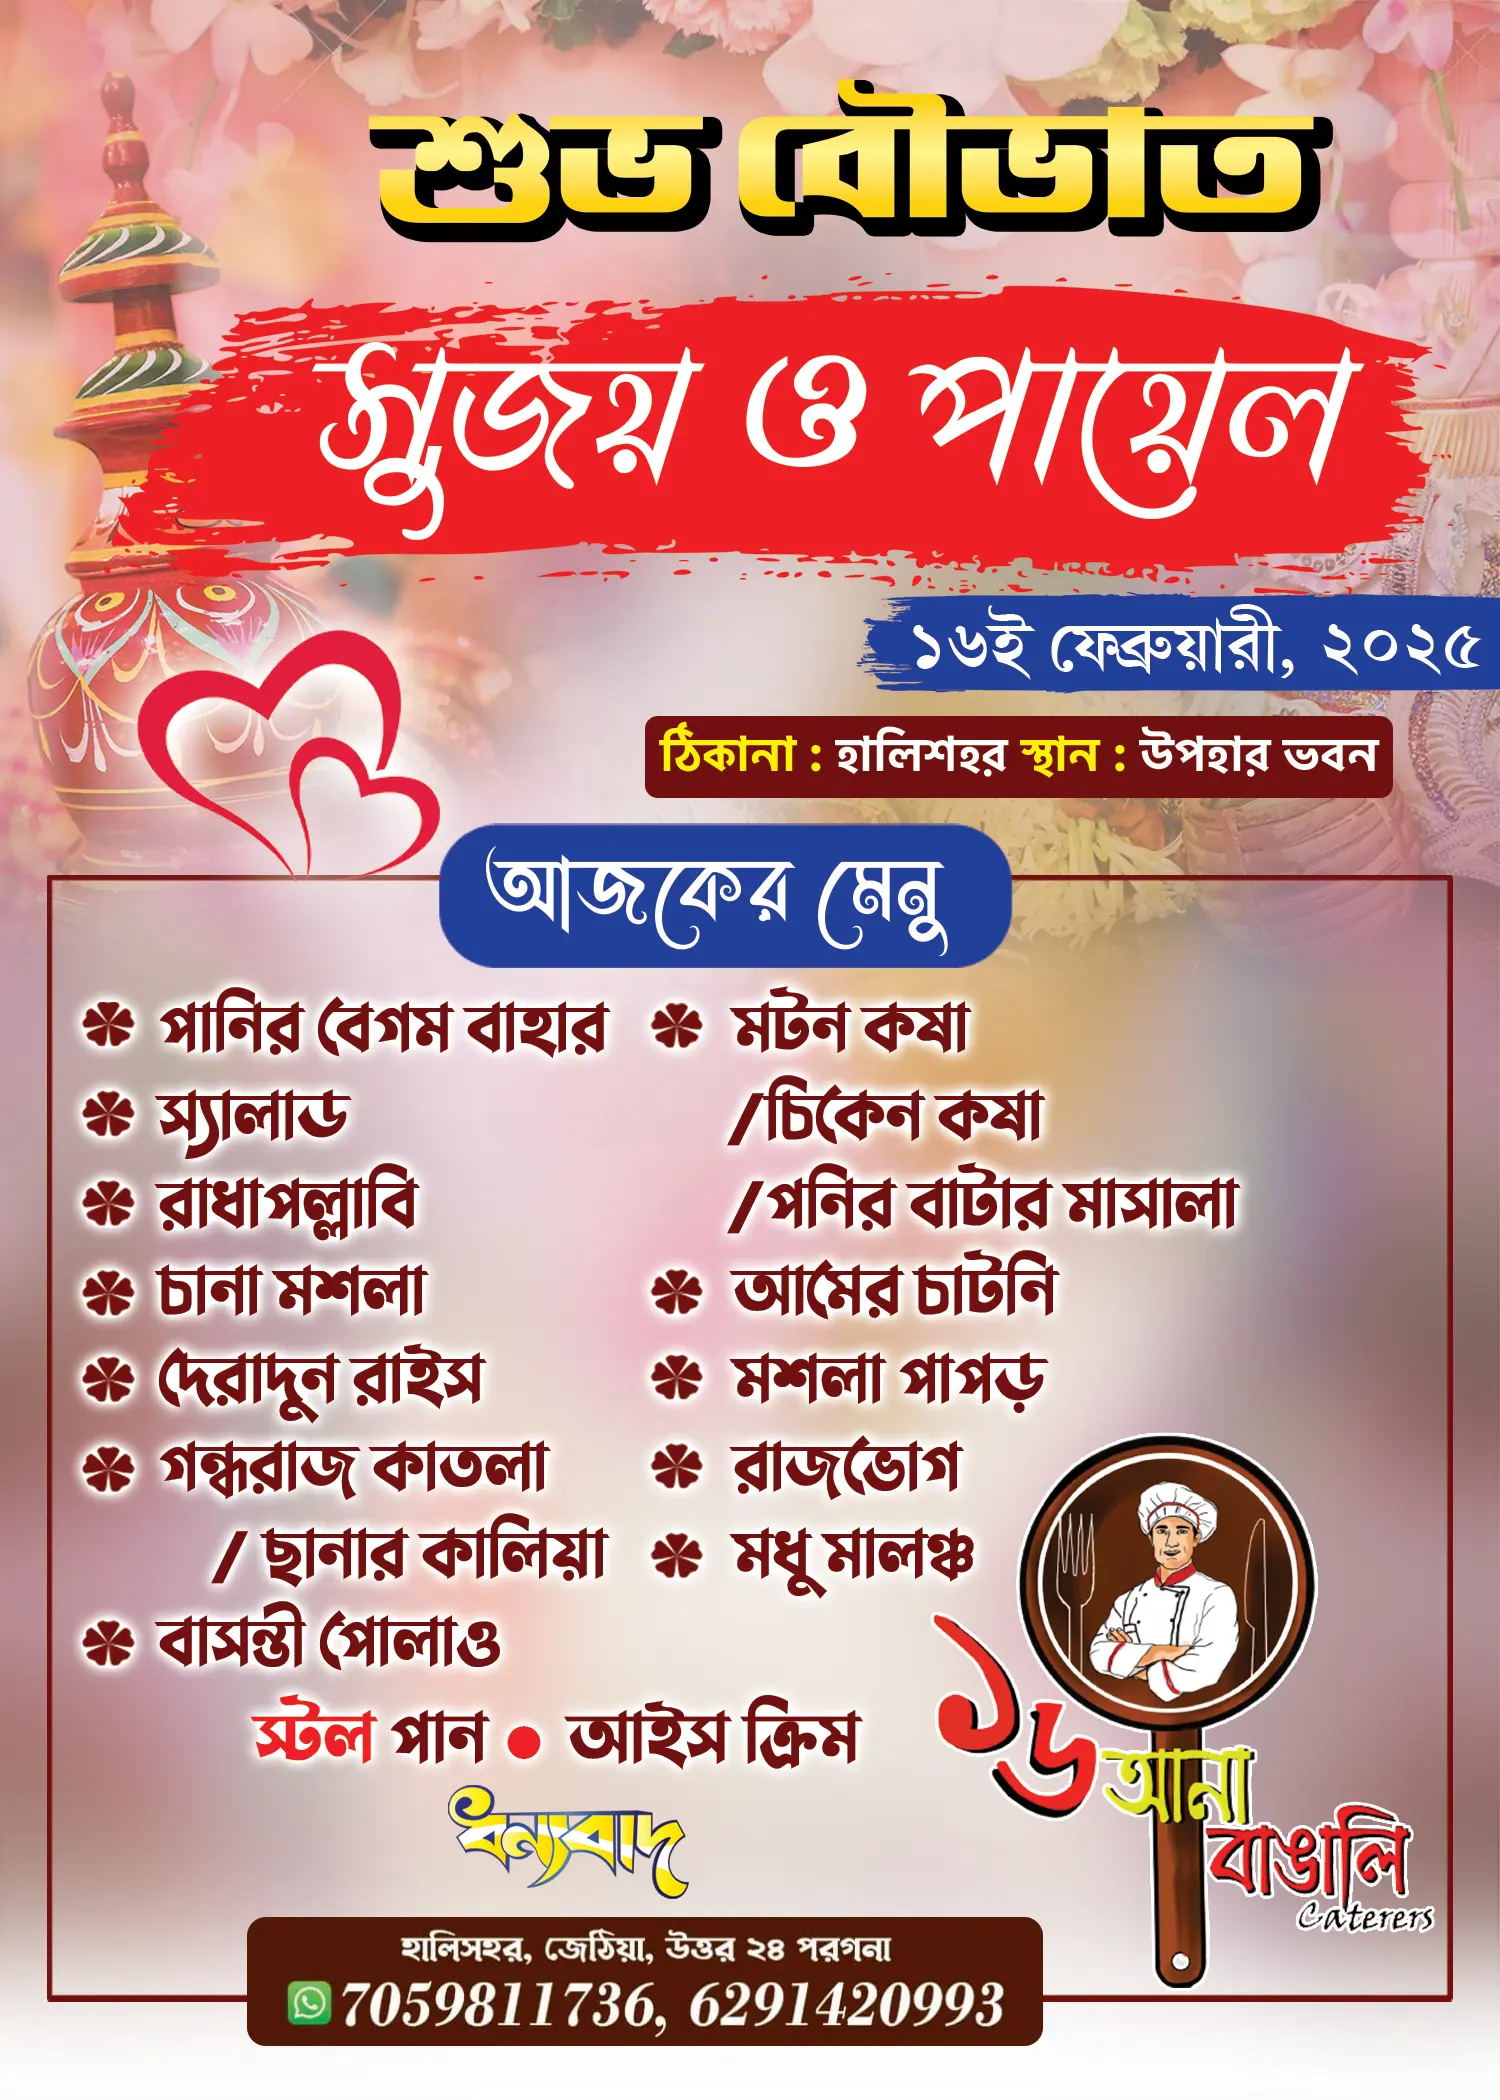 শুভ বৌভাত
সুজয় ও পায়েল
১৬ই ফেব্রুয়ারী, ২০২৫
ঠিকানা : হালিশহর স্থান : উপহার ভবন
আজকের মেনু
পানির বেগম বাহার
স্যালাড
রাধাপল্লাবি
চানা মশলা
দেরাদুন রাইস
গন্ধরাজ কাতলা
/ ছানার কালিয়া
বাসন্তী পোলাও
মটন কষা
/চিকেন কষা
/পনির বাটার মাসালা
আমের চাটনি
মশলা পাপড়
রাজভোগ
মধু মালঞ্চ
স্টল পান • আইস ক্রিম
ধন্যবাদ
১৬ আনা
বাঙালি
Caterers
হালিসহর, জেঠিয়া, উত্তর ২৪ পরগনা
7059811736, 6291420993